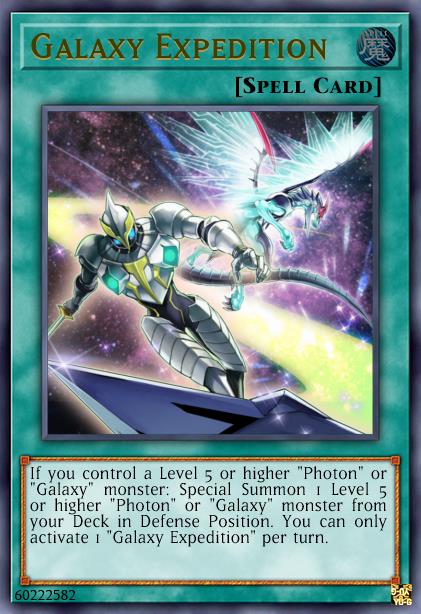 Galaxy Expedition
魔
[Spell Card]
If you control a Level 5 or higher "Photon" or
"Galaxy" monster: Special Summon 1 Level 5
or higher "Photon" or "Galaxy" monster from
your Deck in Defense Position. You can only
activate 1 "Galaxy Expedition" per turn.
60222582